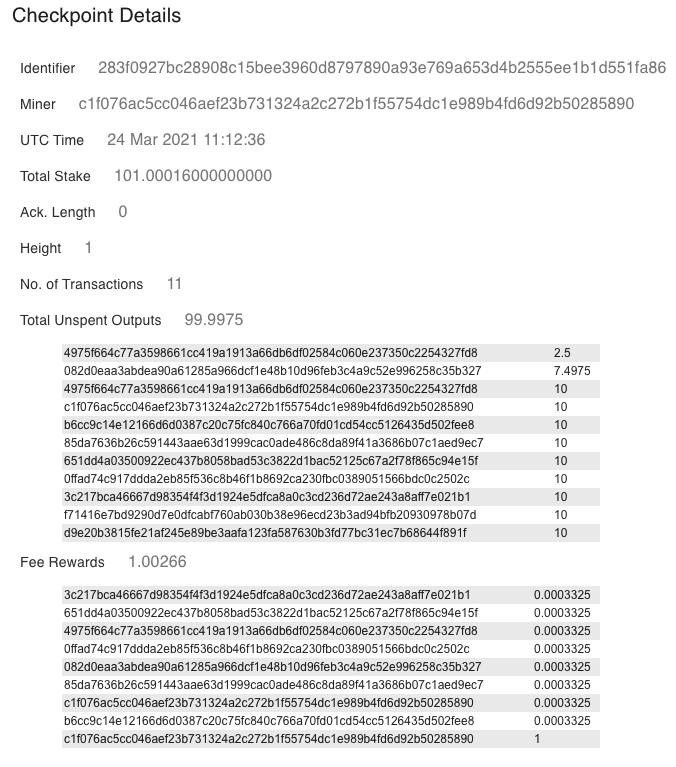 Checkpoint Details
Identifier 283f0927bc28908c15bee3960d8797890a93e769a653d4b2555ee1b1d551fa86
Miner c1f076ac5cc046aef23b731324a2c272b1f55754dc1e989b4fd6d92b50285890
UTC Time 24 Mar 2021 11:12:36
Total Stake 101.00016000000000
Ack. Length 0
Height 1
No. of Transactions 11
Total Unspent Outputs 99.9975
4975f664c77a3598661cc419a1913a66db6df02584c060e237350c2254327fd8 2.5
082d0eaa3abdea90a61285a966dcf1e48b10d96feb3c4a9c52e996258c35b327 7.4975
4975f664c77a3598661cc419a1913a66db6df02584c060e237350c2254327fd8 10
c1f076ac5cc046aef23b731324a2c272b1f55754dc1e989b4fd6d92b50285890 10
b6cc9c14e12166d6d0387c20c75fc840c766a70fd01cd54cc5126435d502fee8 10
85da7636b26c591443aae63d1999cac0ade486c8da89f41a3686b07c1aed9ec7 10
651dd4a03500922ec437b8058bad53c3822d1bac52125c67a2f78f865c94e15f 10
0ffad74c917ddda2eb85f536c8b46f1b8692ca230fbc0389051566bdc0c2502c 10
3c217bca46667d98354f4f3d1924e5dfca8a0c3cd236d72ae243a8aff7e021b1 10
f71416e7bd9290d7e0dfcabf760ab030b38e96ecd23b3ad94bfb20930978b07d 10
d9e20b3815fe21af245e89be3aafa123fa587630b3fd77bc31ec7b68644f891f 10
Fee Rewards 1.00266
3c217bca46667d98354f4f3d1924e5dfca8a0c3cd236d72ae243a8aff7e021b1 0.0003325
651dd4a03500922ec437b8058bad53c3822d1bac52125c67a2f78f865c94e15f 0.0003325
4975f664c77a3598661cc419a1913a66db6df02584c060e237350c2254327fd8 0.0003325
0ffad74c917ddda2eb85f536c8b46f1b8692ca230fbc0389051566bdc0c2502c 0.0003325
082d0eaa3abdea90a61285a966dcf1e48b10d96feb3c4a9c52e996258c35b327 0.0003325
85da7636b26c591443aae63d1999cac0ade486c8da89f41a3686b07c1aed9ec7 0.0003325
c1f076ac5cc046aef23b731324a2c272b1f55754dc1e989b4fd6d92b50285890 0.0003325
b6cc9c14e12166d6d0387c20c75fc840c766a70fd01cd54cc5126435d502fee8 0.0003325
c1f076ac5cc046aef23b731324a2c272b1f55754dc1e989b4fd6d92b50285890 1